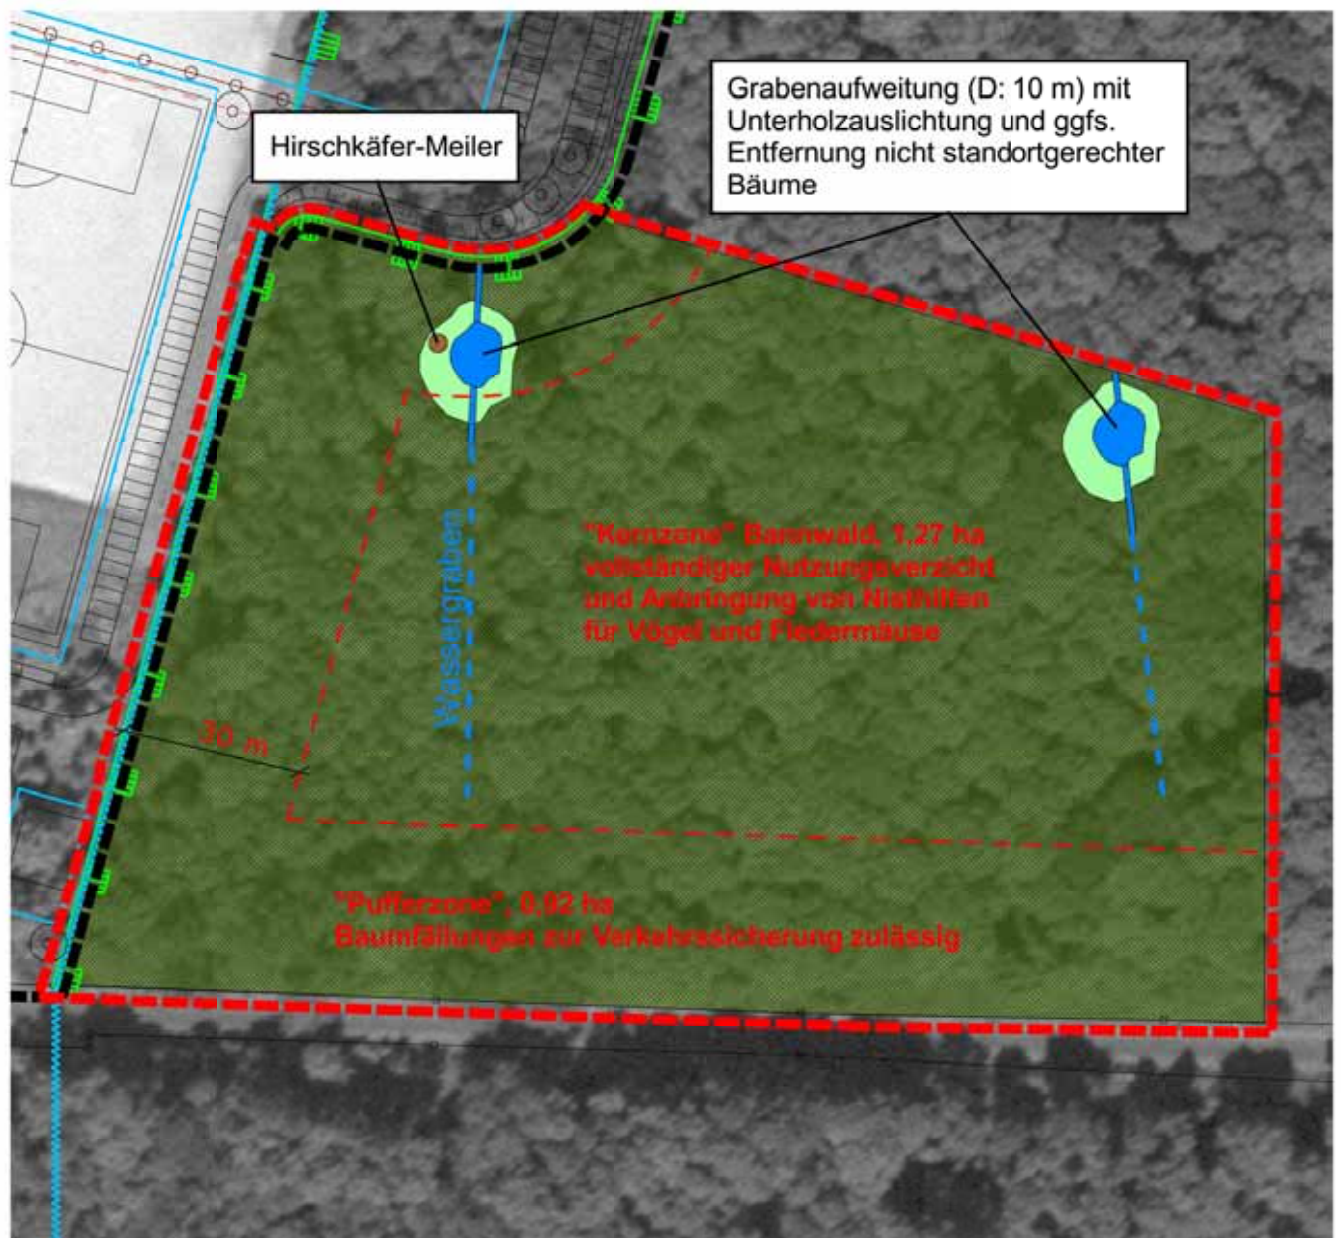 Grabenaufweitung (D: 10 m) mit
Unterholzauslichtung und ggfs.
Entfernung nicht standortgerechter
Bäume
Hirschkäfer-Meiler
"Kernzone" Bannwald, 1,27 ha
vollständiger Nutzungsverzicht
und Anbringung von Nisthilfen
für Vögel und Fledermäuse
Wassergraben
30 m
"Pufferzone", 0,92 ha
Baumfällungen zur Verkehrssicherung zulässig